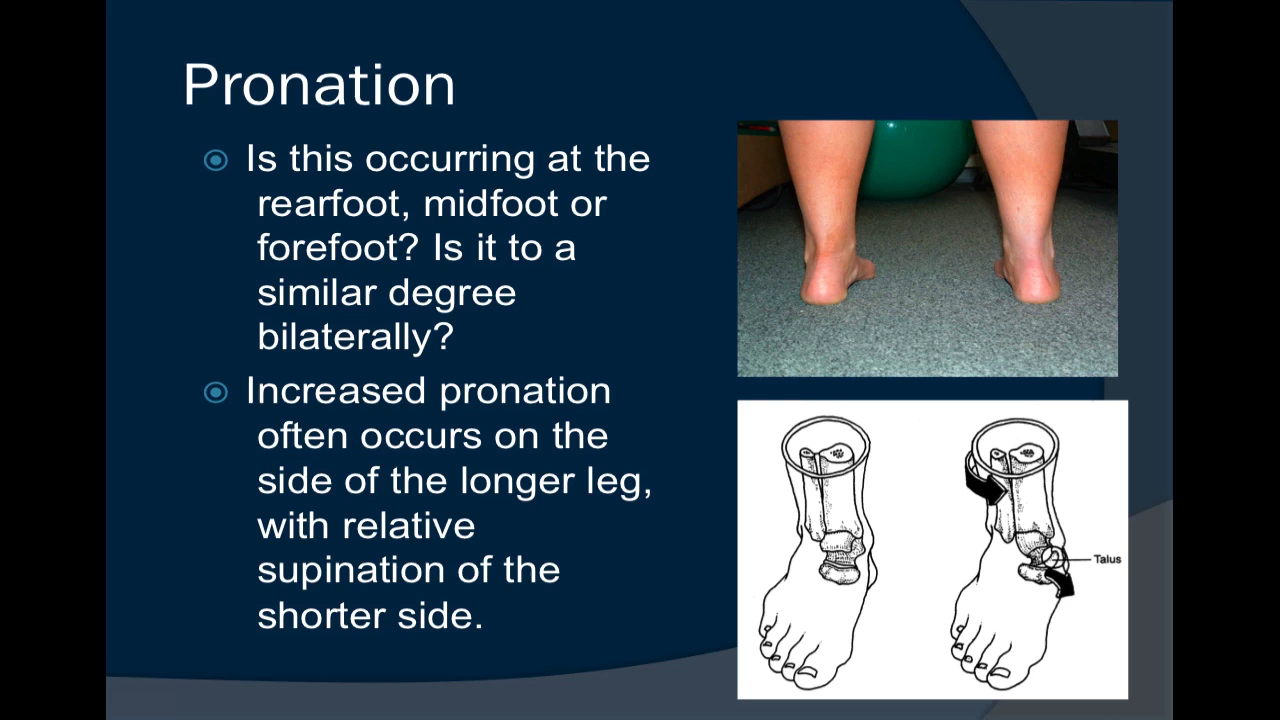 Pronation
Is this occurring at the
rearfoot, midfoot or
forefoot? Is it to a
similar degree
bilaterally?
Increased pronation
often occurs on the
side of the longer leg,
with relative
supination of the
shorter side.
Talus